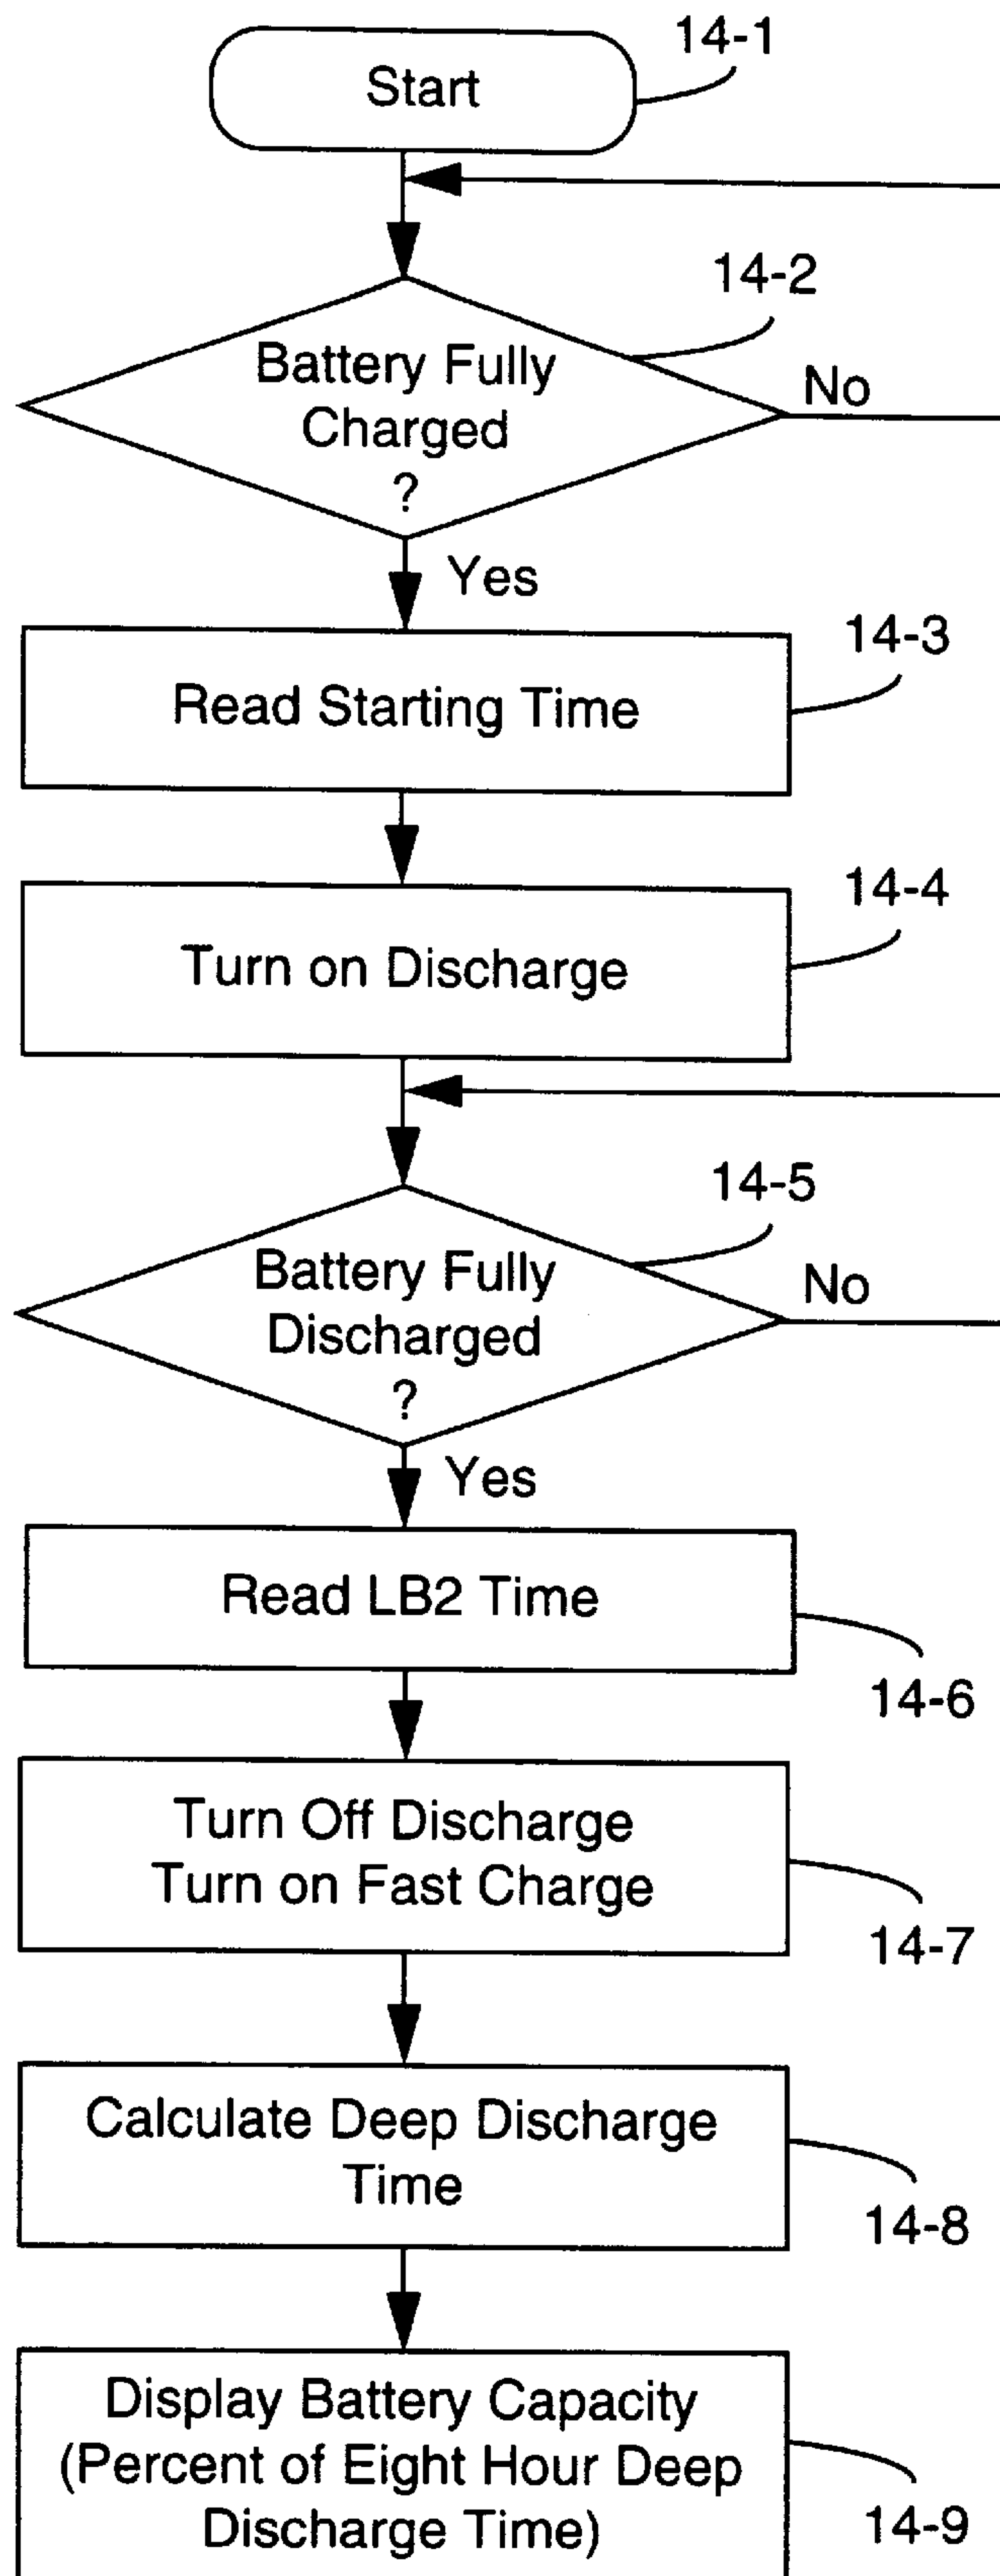 14-1
Start
14-2
Battery Fully
Charged
?
No
Yes
14-3
Read Starting Time
14-4
Turn on Discharge
14-5
Battery Fully
Discharged
?
No
Yes
Read LB2 Time
14-6
Turn Off Discharge
Turn on Fast Charge
14-7
Calculate Deep Discharge
Time
14-8
Display Battery Capacity
(Percent of Eight Hour Deep
Discharge Time)
14-9